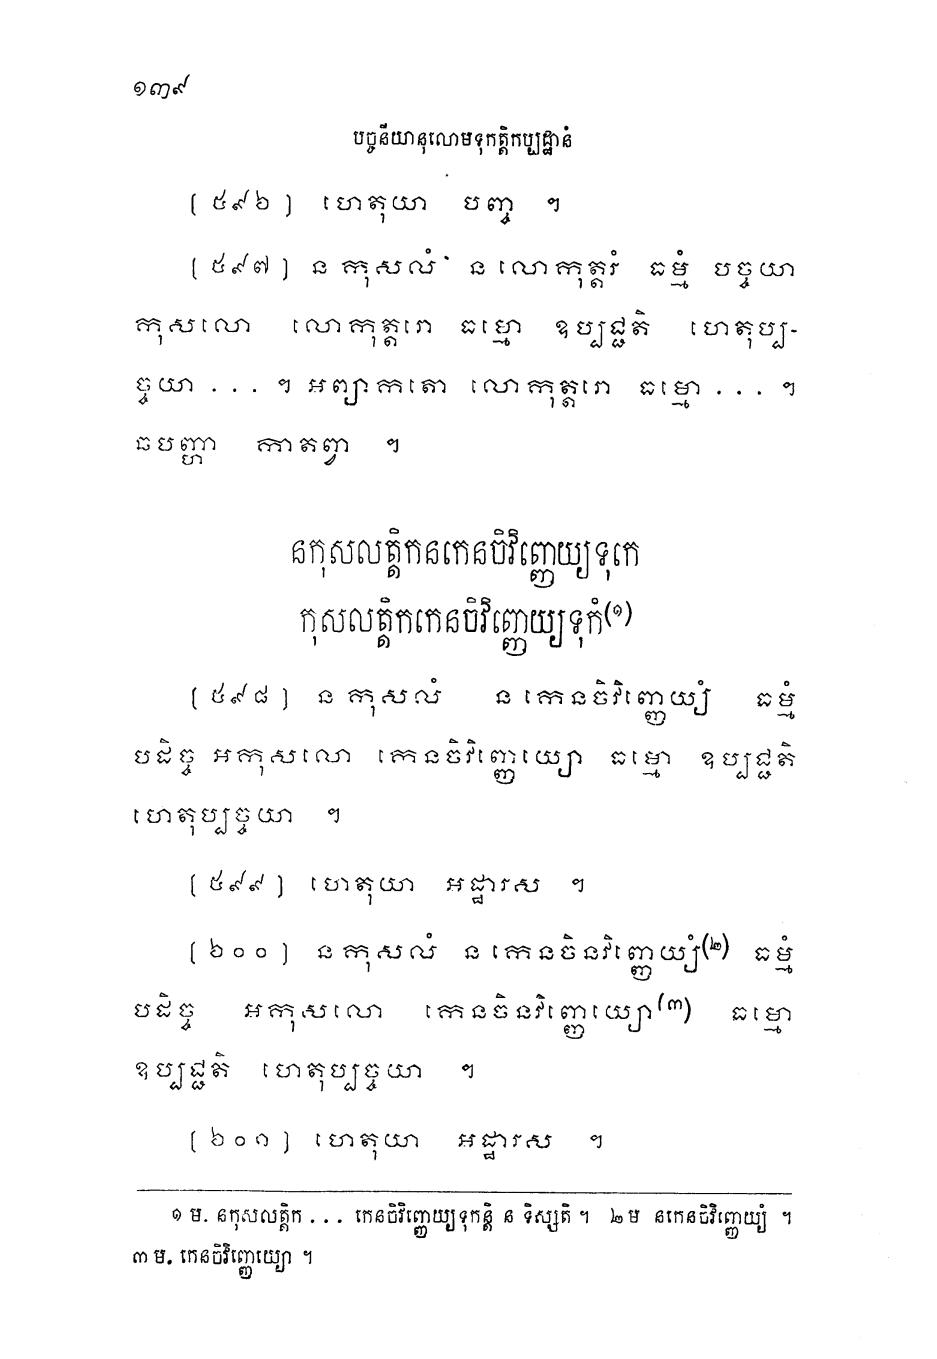 ១៣៩
បច្ចនីយានុលោមទុកត្តិកប្បដ្ឋានំ
[ ៥៩៦ ] ហេតុយា បញ្ច ។
[ ៥៩៧ ] ន កុសលំ ន លោកុត្តរំ ធម្មំ បច្ចយា
កុសលោ លោកុត្តរោ ធម្មោ ឧប្បជ្ជតិ ហេតុប្ប-
ច្ចយា . . . ។ អព្យាកតោ លោកុត្តរោ ធម្មោ . . . ។
ធបញ្ហា កាតព្វា ។
នកុសលត្តិកនកេនចិវិញ្ញេយ្យទុកេ
កុសលត្តិកកេនចិវិញ្ញេយ្យទុកំ(១)
[ ៥៩៨ ] ន កុសលំ ន កេនចិវិញ្ញេយ្យំ ធម្មំ
បដិច្ច អកុសលោ កេនចិវិញ្ញេយ្យោ ធម្មោ ឧប្បជ្ជតិ
ហេតុប្បច្ចយា ។
[ ៥៩៩ ] ហេតុយា អដ្ឋារស ។
[ ៦០០ ] ន កុសលំ ន កេនចិនវិញ្ញេយ្យំ(២) ធម្មំ
បដិច្ច អកុសលោ កេនចិនវិញ្ញេយ្យោ(៣) ធម្មោ
ឧប្បជ្ជតិ ហេតុប្បច្ចយា ។
[ ៦០១ ] ហេតុយា អដ្ឋារស ។
១ ម. នកុសលត្តិក . . . កេនចិវិញ្ញេយ្យទុកន្តិ ន ទិស្សតិ ។ ២ ម នកេនចិវិញ្ញេយ្យំ ។
៣ ម. កេនចិវិញ្ញេយ្យោ ។